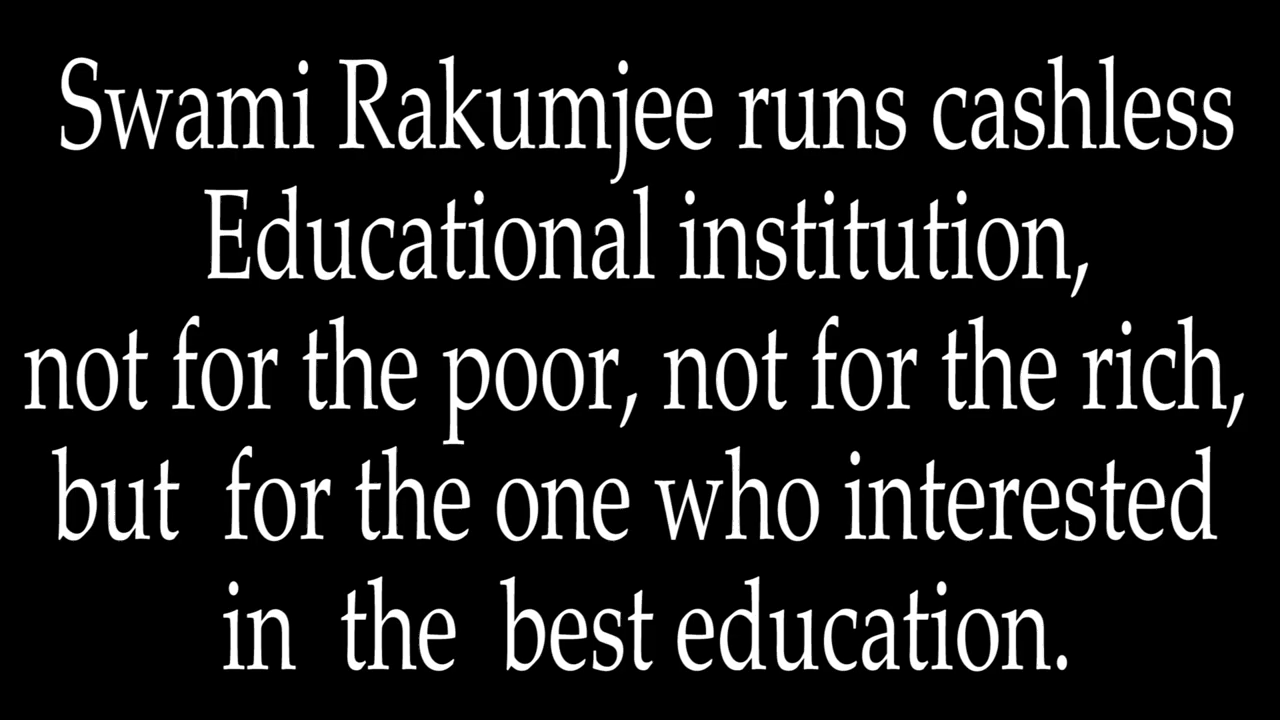 Swami Rakumjee runs cashless
Educational institution,
not for the poor, not for the rich,
but for the one who interested
in the best education.